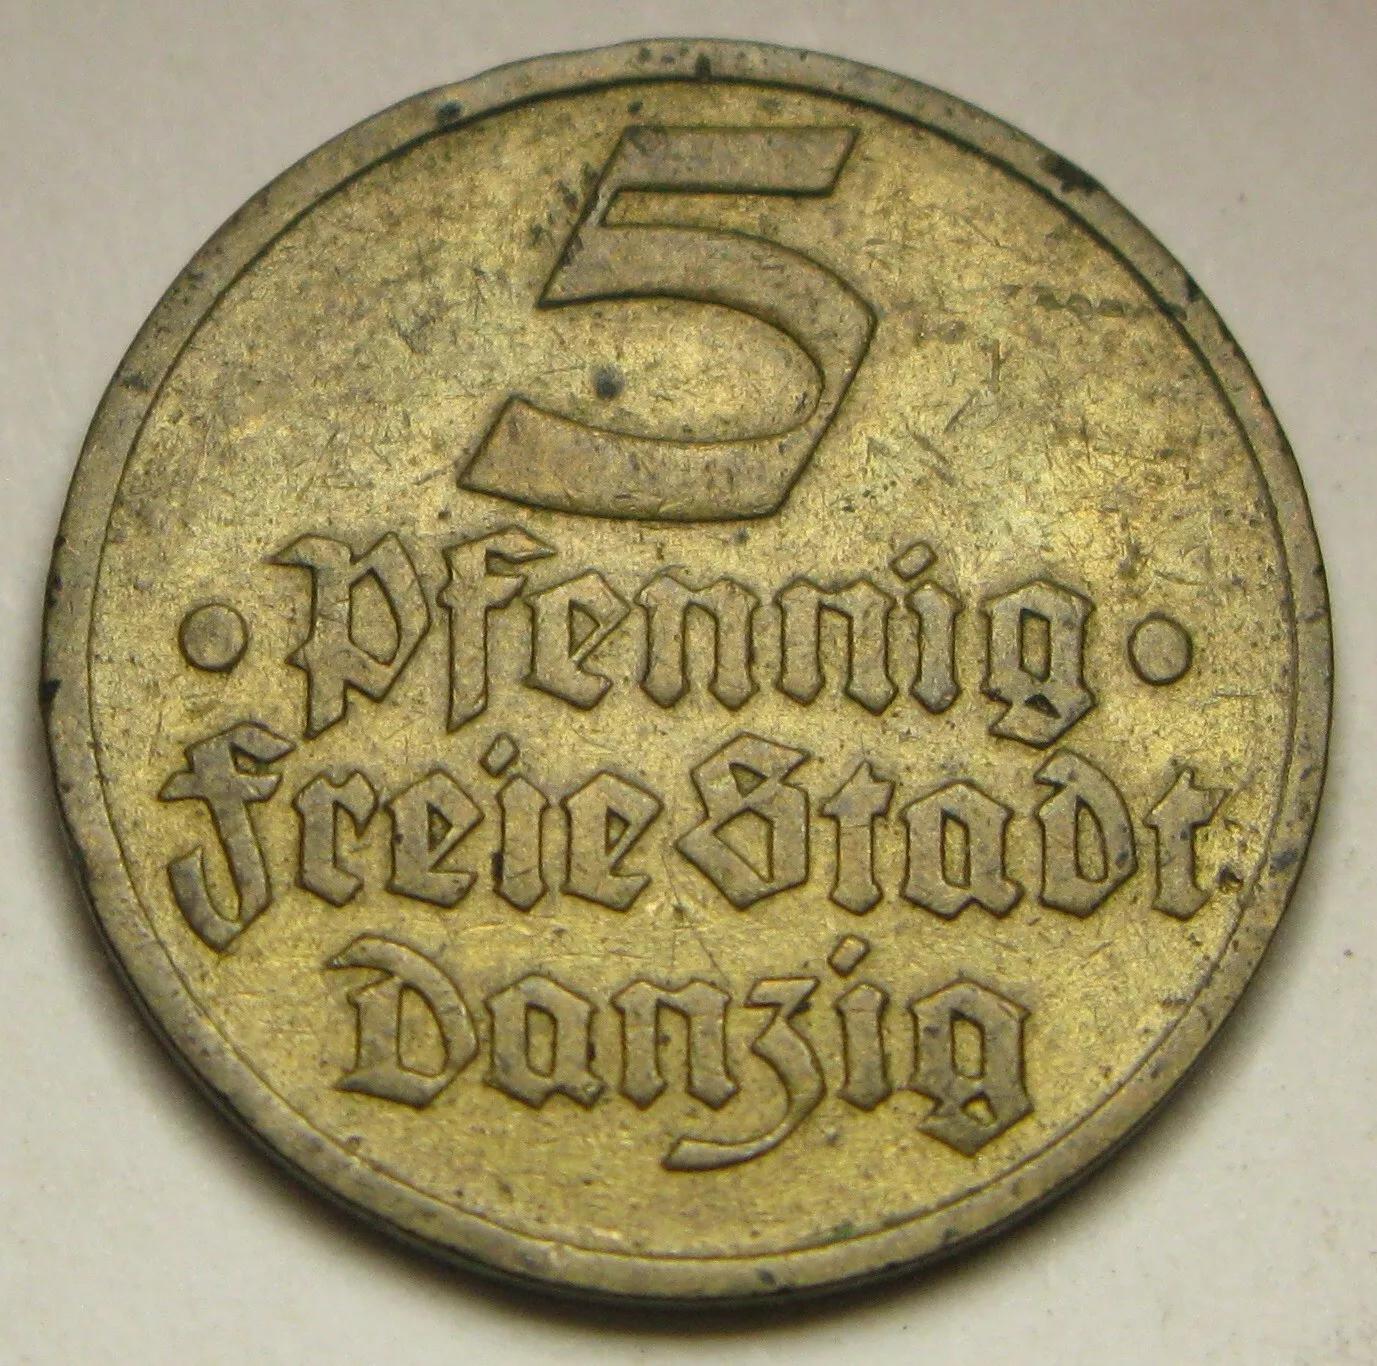 5
• Pfennig •
Freie Stadt
Danzig